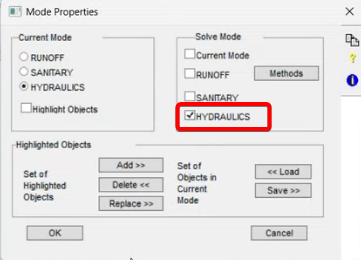 Mode Properties
Current Mode
RUNOFF
SANITARY
HYDRAULICS
Highlight Objects
Solve Mode
Current Mode
RUNOFF
Methods
SANITARY
HYDRAULICS
Highlighted Objects
Set of
Highlighted
Objects
Add >>
Delete <<
Replace >>
Set of
Objects in
Current
Mode
<< Load
Save >>
OK
Cancel